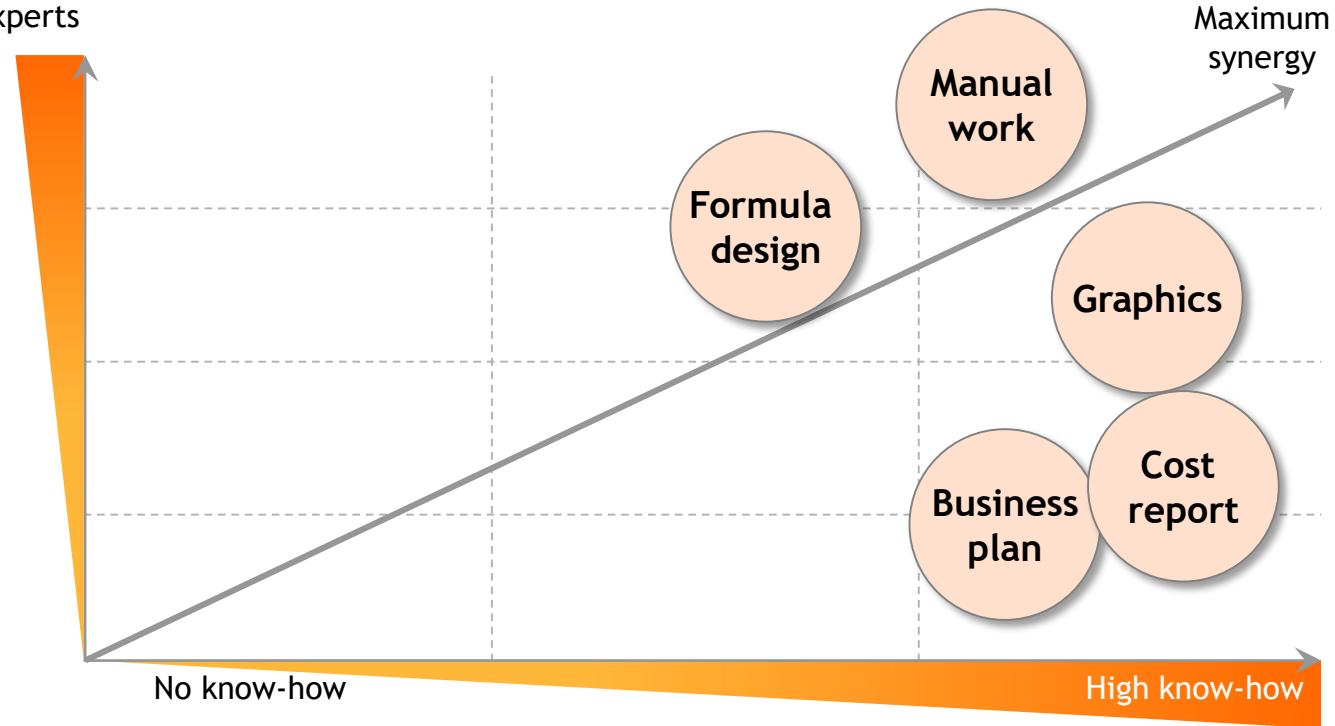 xperts
Maximum
synergy
Manual
work
Formula
design
Graphics
Cost
report
Business
plan
No know-how
High know-how